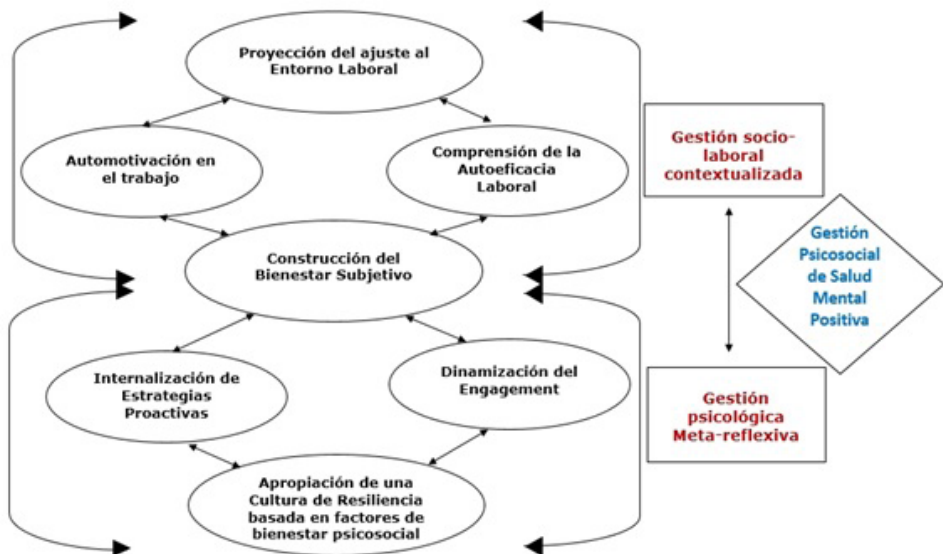 Proyección del ajuste al
Entorno Laboral
Automotivación en
el trabajo
Comprensión de la
Autoeficacia
Laboral
Construcción del
Bienestar Subjetivo
Internalización de
Estrategias
Proactivas
Dinamización del
Engagement
Apropiación de una
Cultura de Resiliencia
basada en factores de
bienestar psicosocial
Gestión socio-
laboral
contextualizada
Gestión
Psicosocial
de Salud
Mental
Positiva
Gestión
psicológica
Meta-reflexiva